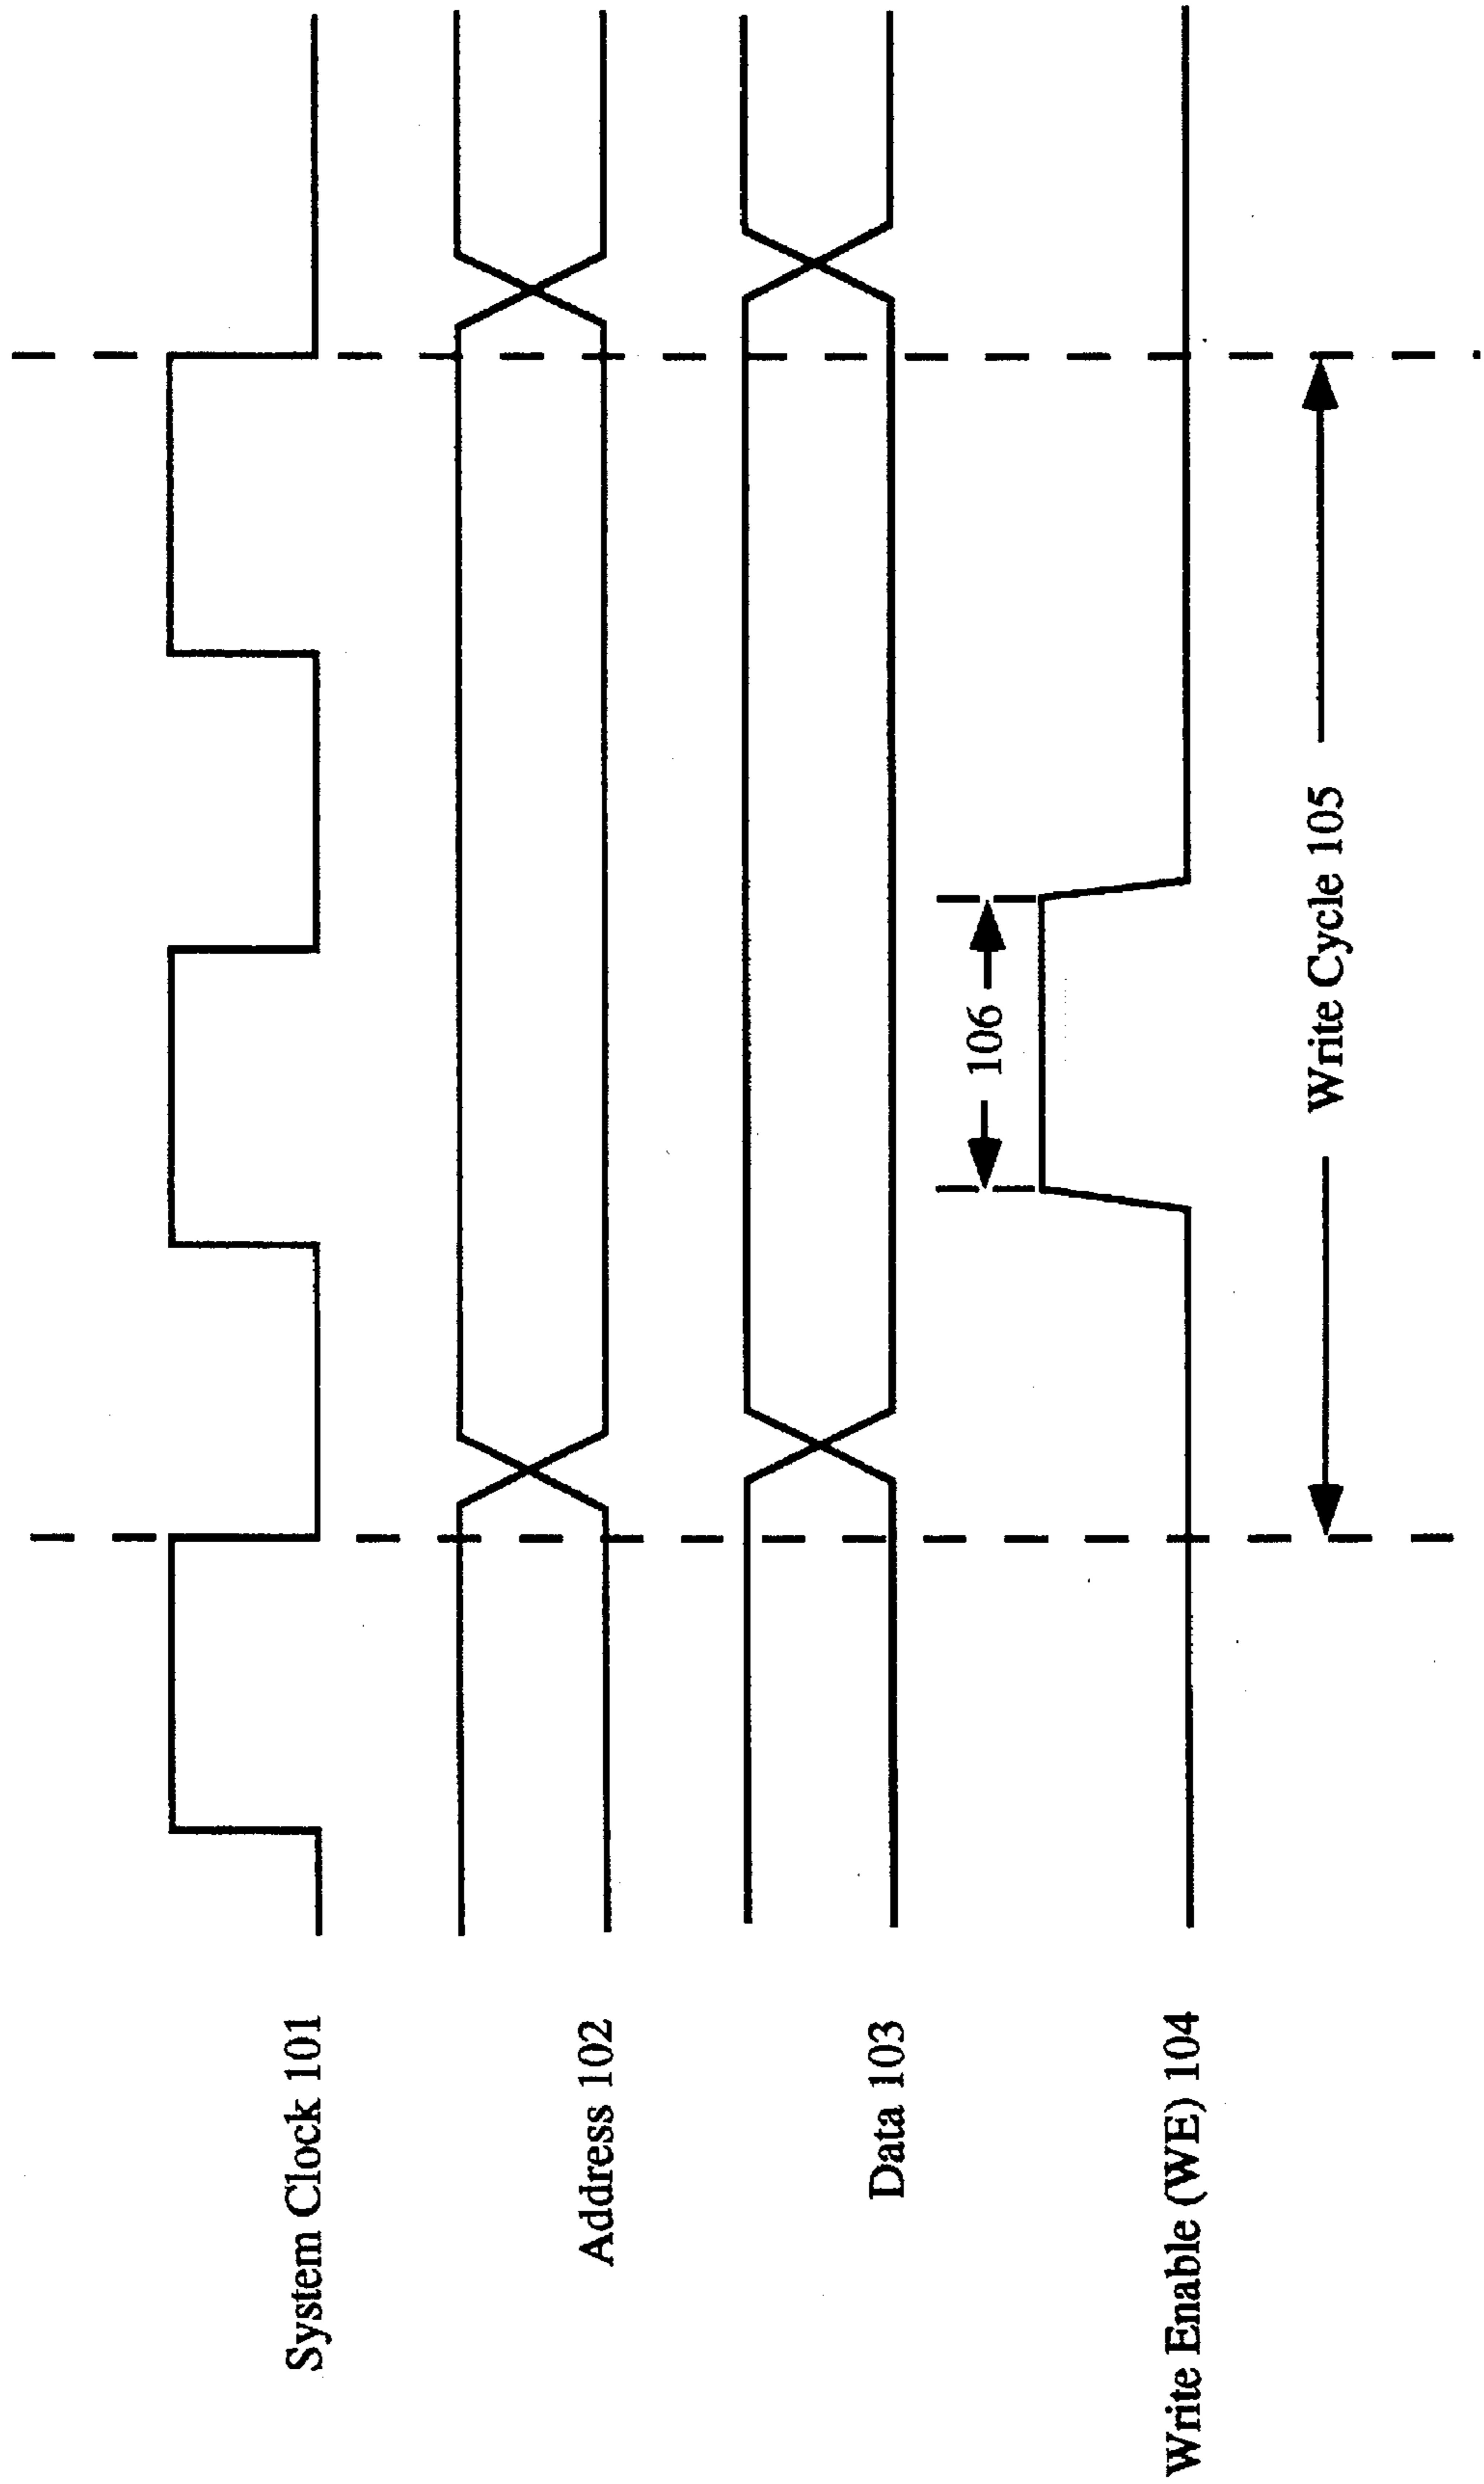 System Clock 101
Address 102
Data 103
106
Write Enable (WE) 104
Write Cycle 105